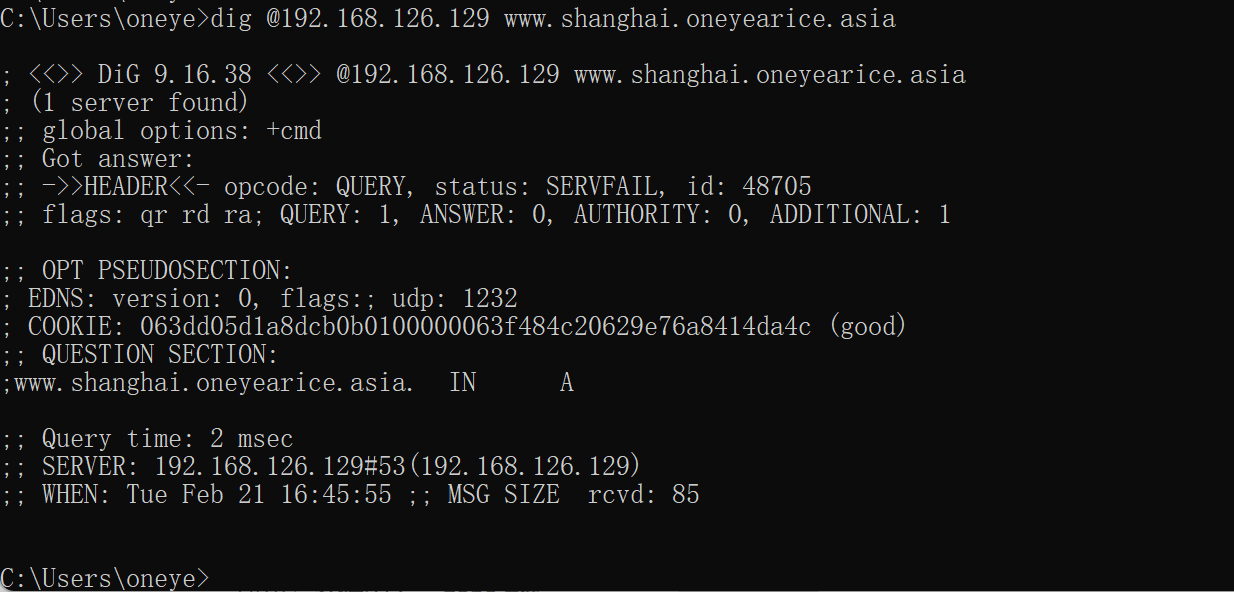 C:\Users\oneye>dig @192.168.126.129 www.shanghai.oneyearice.asia
; <<>> DiG 9.16.38 <<>> @192.168.126.129 www.shanghai.oneyearice.asia
; (1 server found)
;; global options: +cmd
;; Got answer:
;; ->>HEADER<<- opcode: QUERY, status: SERVFAIL, id: 48705
;; flags: qr rd ra; QUERY: 1, ANSWER: 0, AUTHORITY: 0, ADDITIONAL: 1
;; OPT PSEUDOSECTION:
; EDNS: version: 0, flags:; udp: 1232
; COOKIE: 063dd05d1a8dcb0b0100000063f484c20629e76a8414da4c (good)
;; QUESTION SECTION:
;www.shanghai.oneyearice.asia. IN A
;; Query time: 2 msec
;; SERVER: 192.168.126.129#53(192.168.126.129)
;; WHEN: Tue Feb 21 16:45:55 ;; MSG SIZE rcvd: 85
C:\Users\oneye>